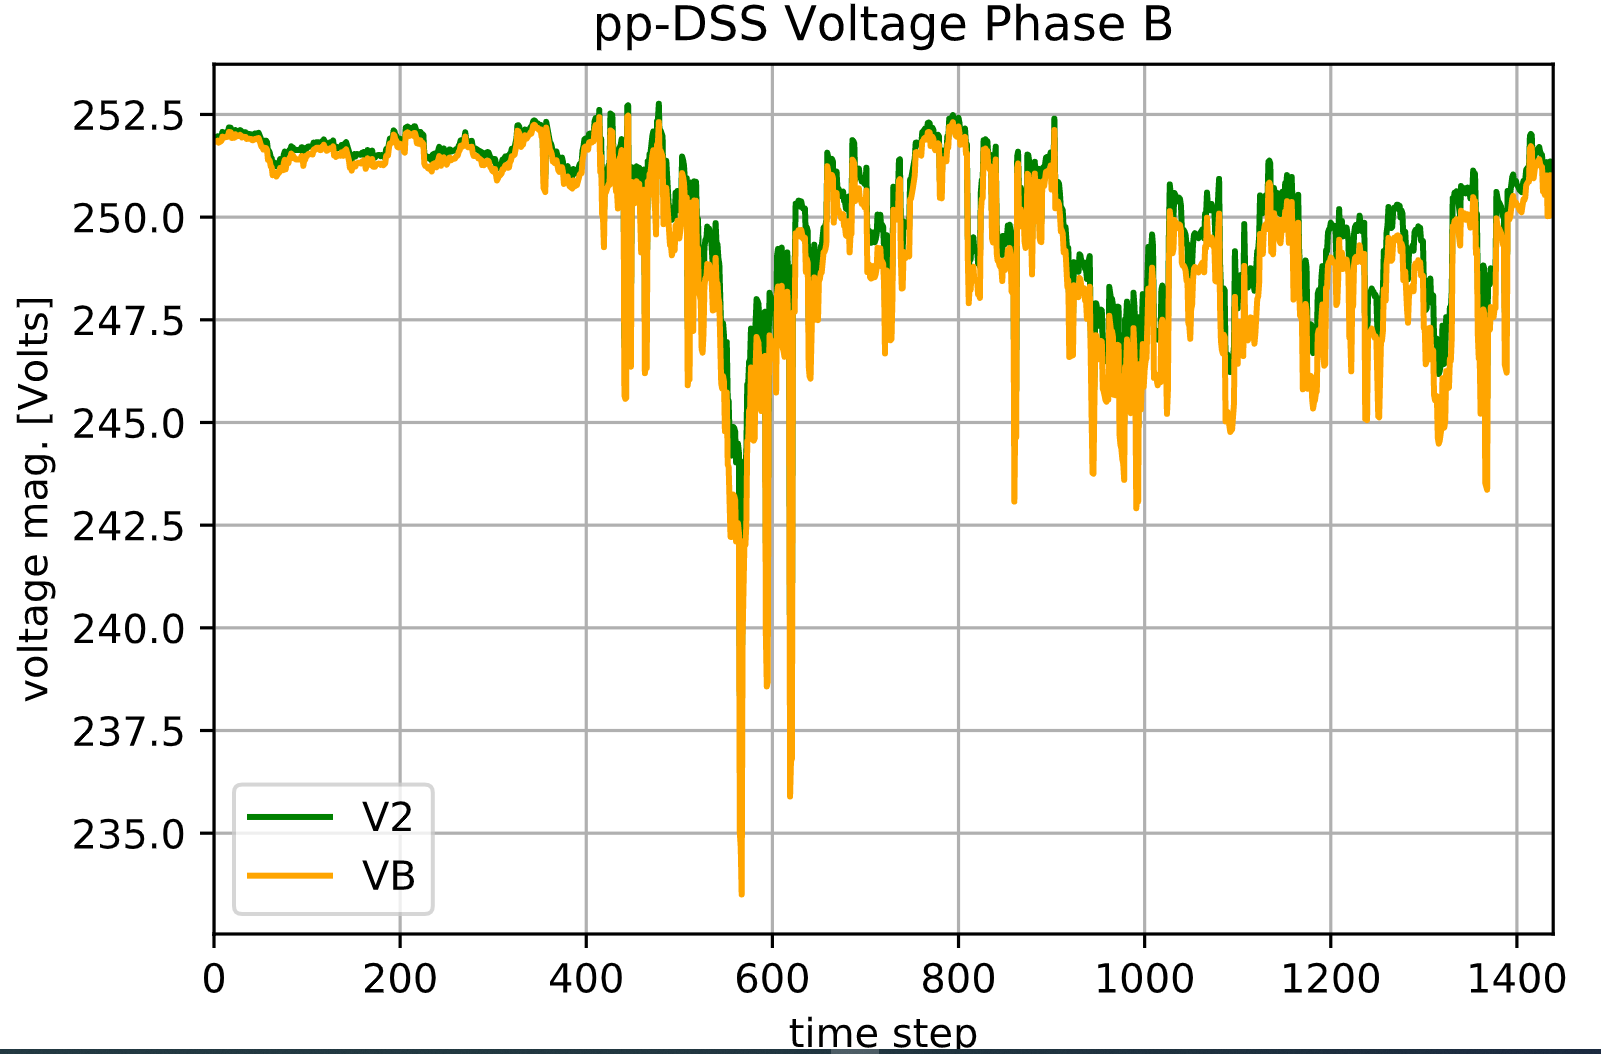 pp-DSS Voltage Phase B
voltage mag. [Volts]
252.5
250.0
247.5
245.0
242.5
240.0
237.5
235.0
V2
VB
0 200 400 600 800 1000 1200 1400
time step